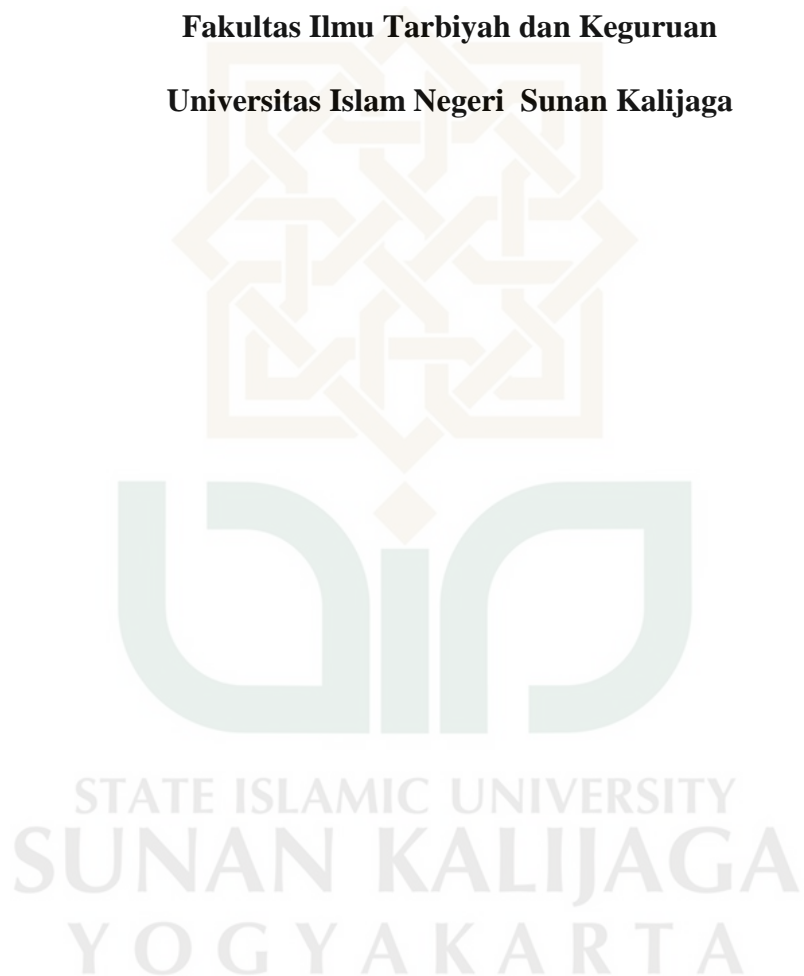 Fakultas Ilmu Tarbiyah dan Keguruan
Universitas Islam Negeri Sunan Kalijaga
STATE ISLAMIC UNIVERSITY
SUNAN KALIJAGA
YOGYAKARTA